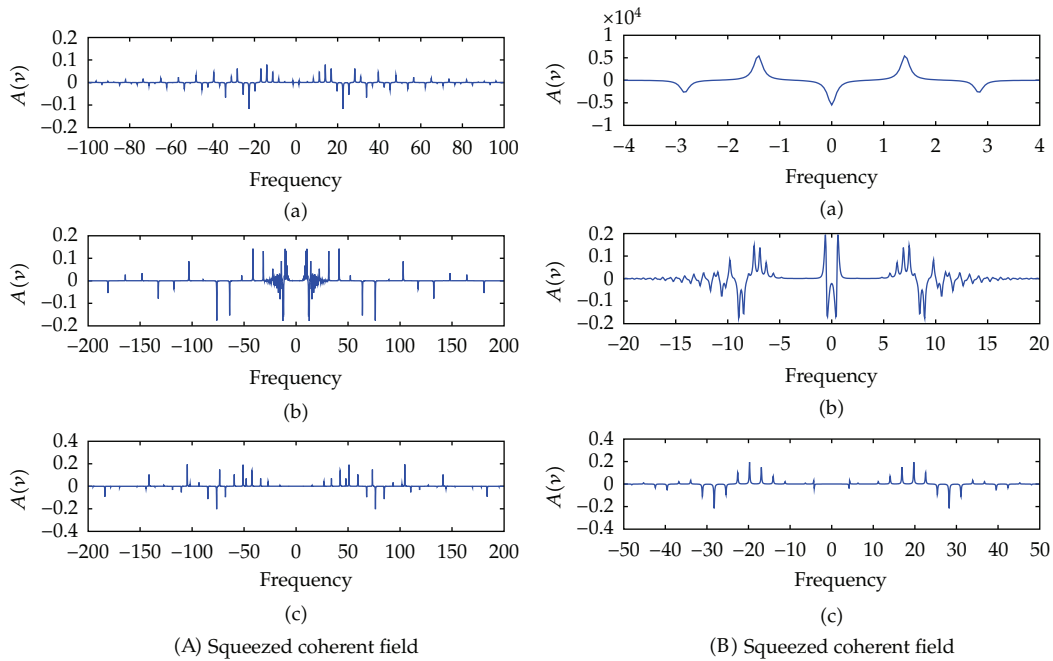 0.2
0.1
0
−0.1
0.2
A(ν)
−100 −80 −60 −40 −20 0 20 40 60 80 100
Frequency
(a)
0.2
0.1
0
−0.1
−0.2
A(ν)
−200 −150 −100 −50 0 50 100 150 200
Frequency
(b)
0.4
0.2
0
−0.2
−0.4
A(ν)
−200 −150 −100 −50 0 50 100 150 200
Frequency
(c)
(A) Squeezed coherent field
×10⁴
1
0.5
0
−0.5
−1
A(ν)
−4 −3 −2 −1 0 1 2 3 4
Frequency
(a)
0.2
0.1
0
−0.1
−0.2
A(ν)
−20 −15 −10 −5 0 5 10 15 20
Frequency
(b)
0.4
0.2
0
−0.2
−0.4
A(ν)
−50 −40 −30 −20 −10 0 10 20 30 40 50
Frequency
(c)
(B) Squeezed coherent field